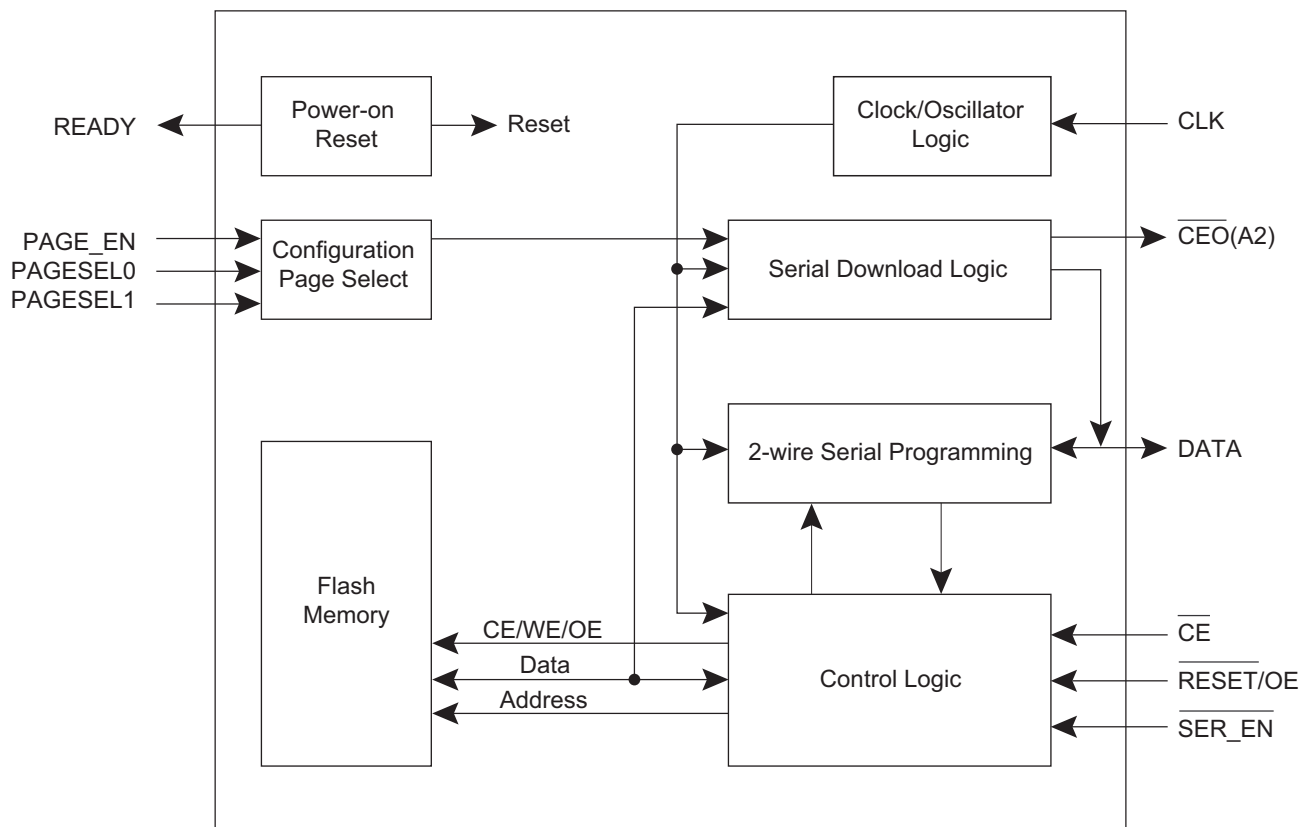 READY
Power-on
Reset
Reset
Clock/Oscillator
Logic
CLK
PAGE_EN
PAGESEL0
PAGESEL1
Configuration
Page Select
Serial Download Logic
CEO(A2)
2-wire Serial Programming
DATA
Flash
Memory
CE/WE/OE
Data
Address
Control Logic
CE
RESET/OE
SER_EN